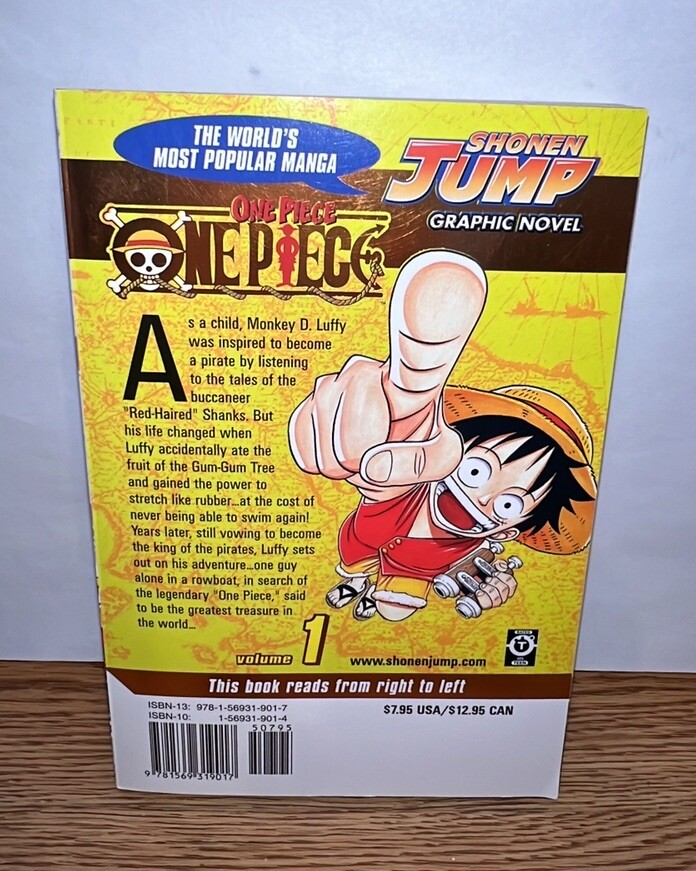 THE WORLD'S
MOST POPULAR MANGA
SHONEN
JUMP
GRAPHIC NOVEL
ONE PIECE
ONE PIECE
As a child, Monkey D. Luffy
was inspired to become
a pirate by listening
to the tales of the
buccaneer
"Red-Haired" Shanks. But
his life changed when
Luffy accidentally ate the
fruit of the Gum-Gum Tree
and gained the power to
stretch like rubber...at the cost of
never being able to swim again!
Years later, still vowing to become
the king of the pirates, Luffy sets
out on his adventure...one guy
alone in a rowboat, in search of
the legendary "One Piece," said
to be the greatest treasure in
the world...
volume 1
www.shonenjump.com
RATED
T
TEEN
This book reads from right to left
ISBN-13: 978-1-56931-901-7
ISBN-10: 1-56931-901-4
$7.95 USA/$12.95 CAN
50795
9 781569 319017